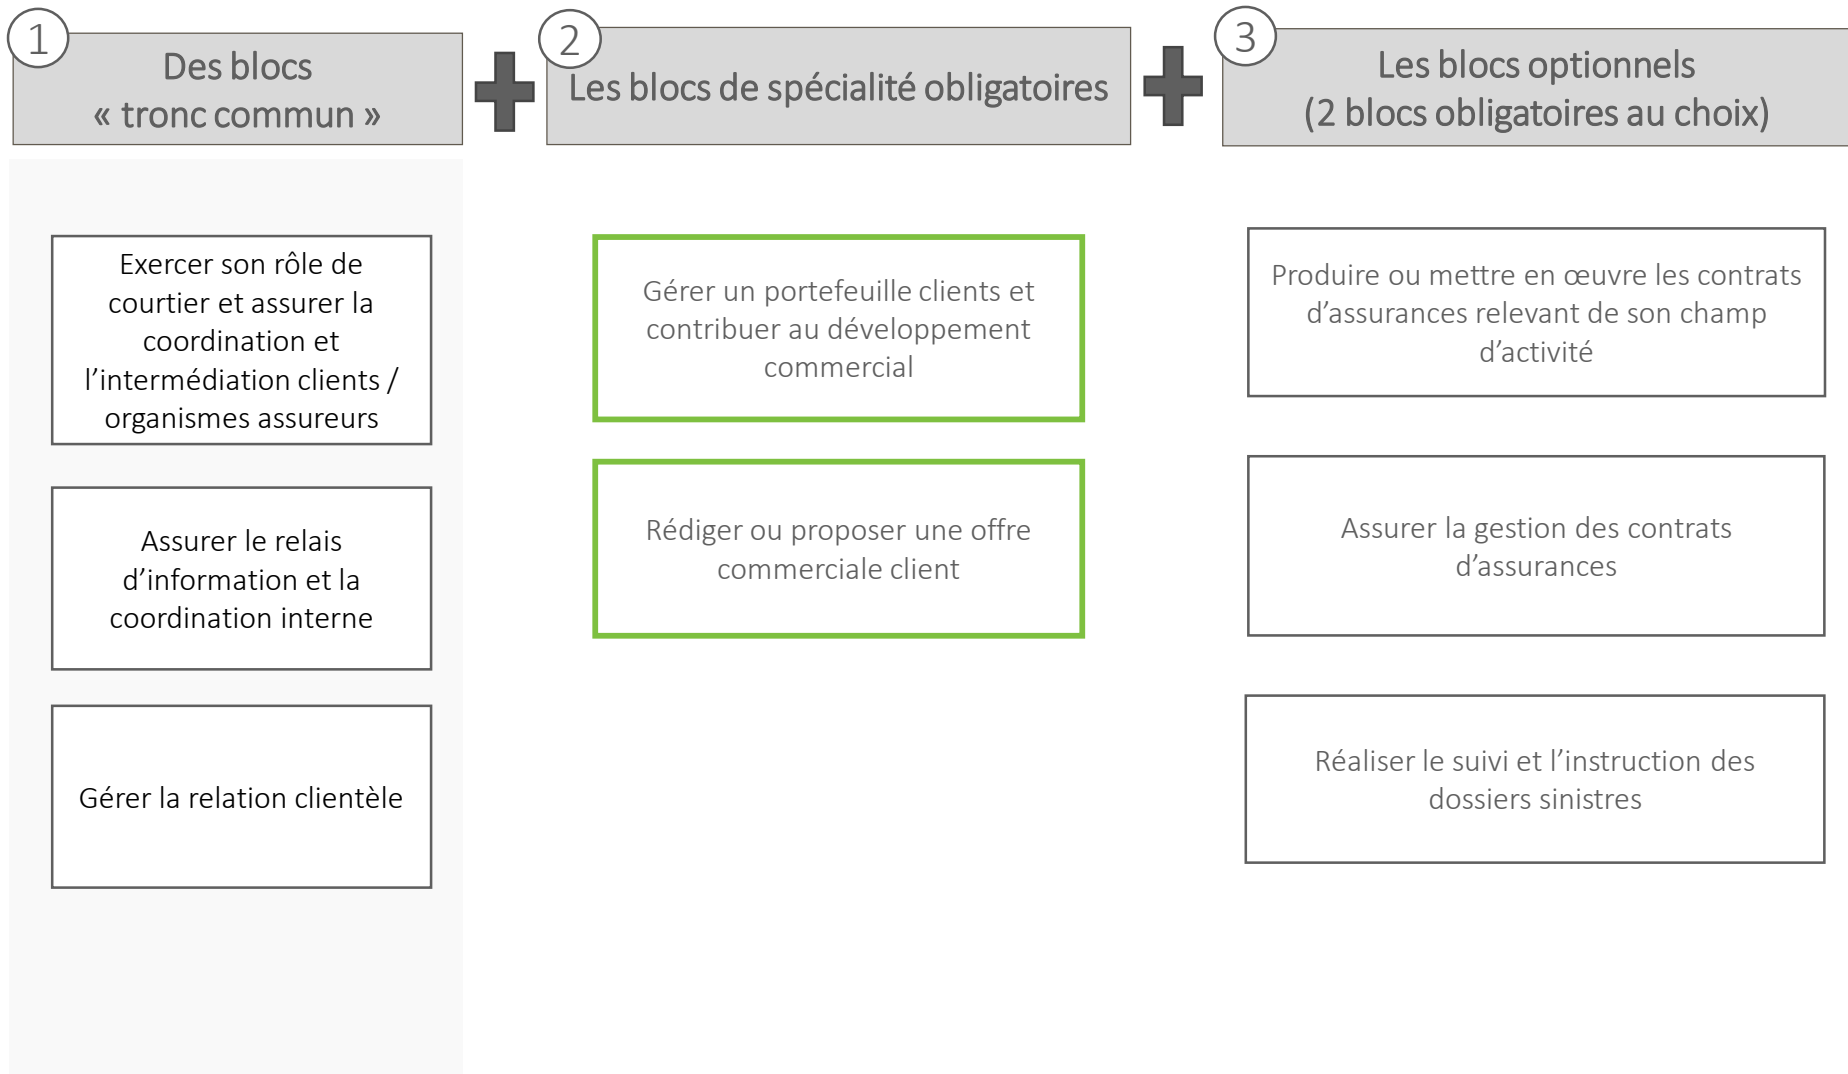 1
Des blocs
« tronc commun »
2
Les blocs de spécialité obligatoires
3
Les blocs optionnels
(2 blocs obligatoires au choix)
Exercer son rôle de
courtier et assurer la
coordination et
l’intermédiation clients /
organismes assureurs
Assurer le relais
d’information et la
coordination interne
Gérer la relation clientèle
Gérer un portefeuille clients et
contribuer au développement
commercial
Rédiger ou proposer une offre
commerciale client
Produire ou mettre en œuvre les contrats
d’assurances relevant de son champ
d’activité
Assurer la gestion des contrats
d’assurances
Réaliser le suivi et l’instruction des
dossiers sinistres